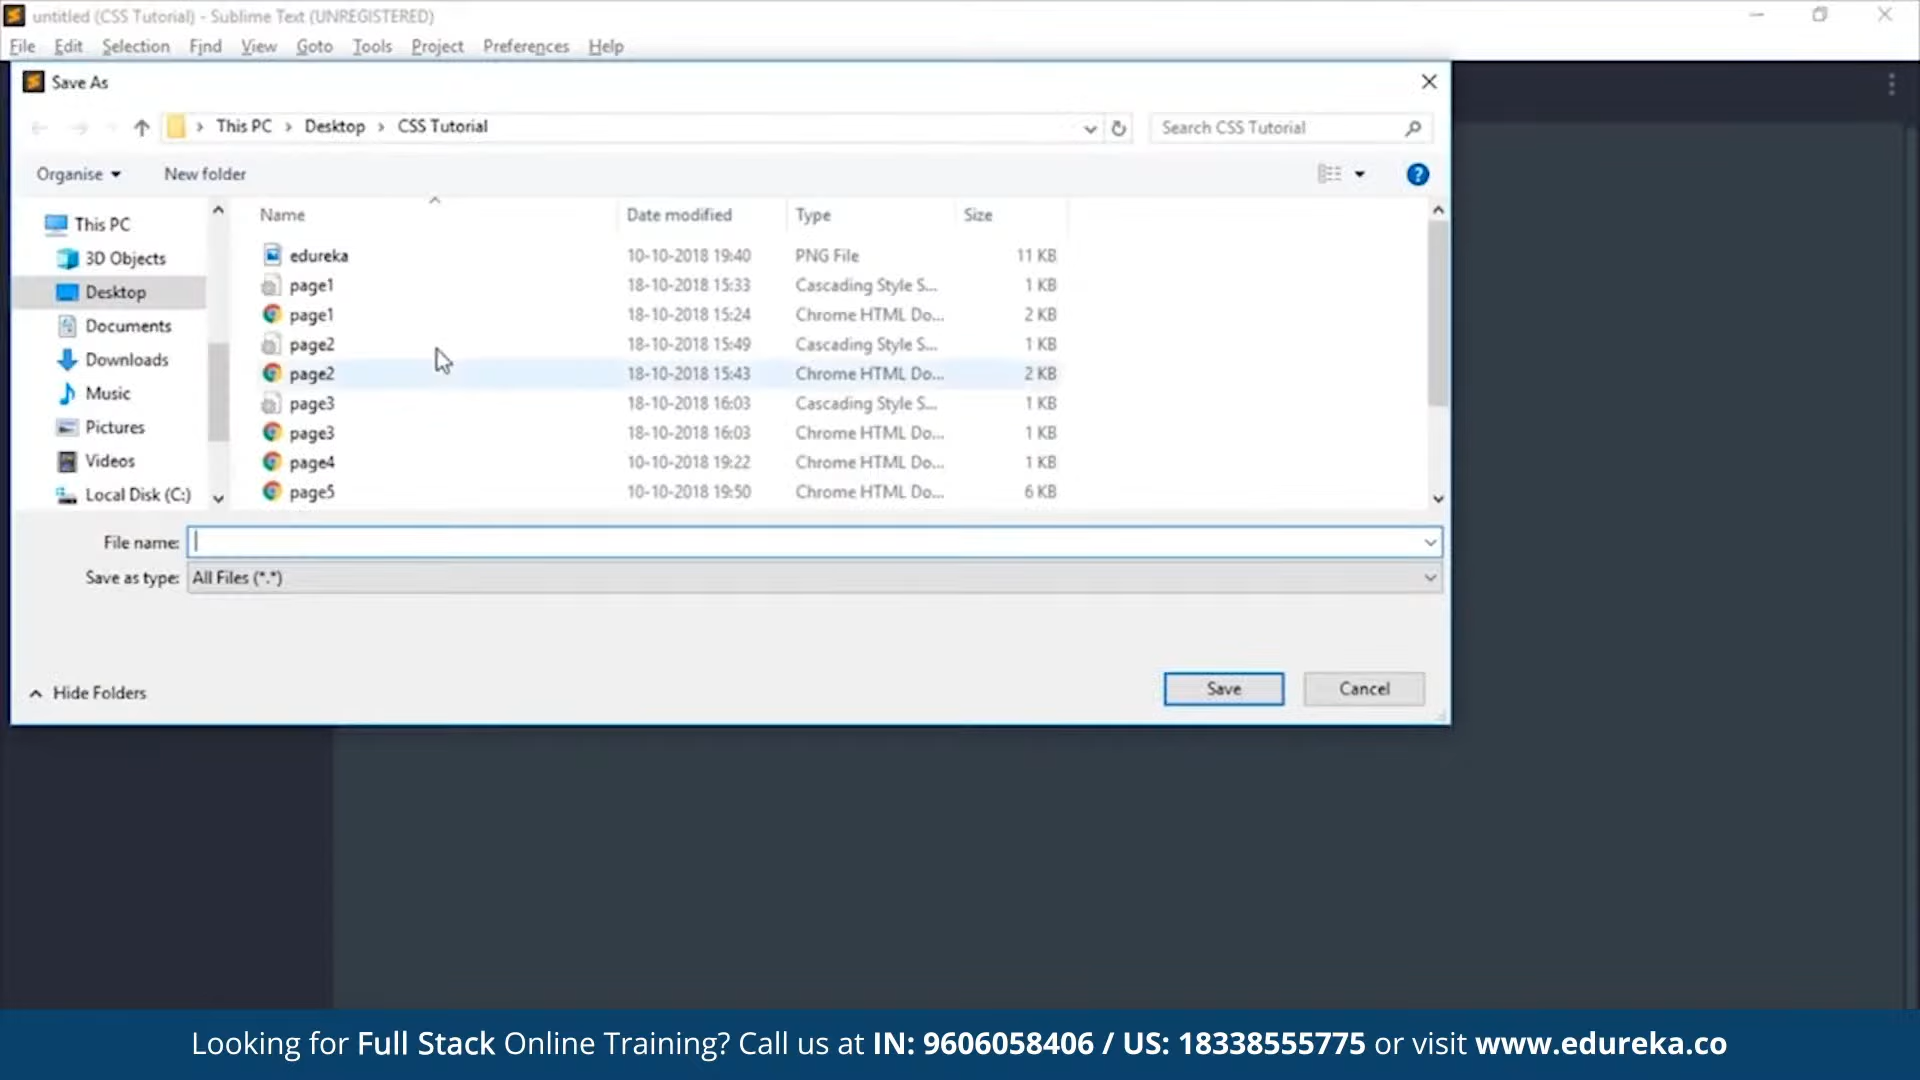 untitled (CSS Tutorial) - Sublime Text (UNREGISTERED)
File Edit Selection Find View Goto Tools Project Preferences Help
Save As
This PC > Desktop > CSS Tutorial
Search CSS Tutorial
Organise New folder
This PC
3D Objects
Desktop
Documents
Downloads
Music
Pictures
Videos
Local Disk (C:)
Name Date modified Type Size
edureka 10-10-2018 19:40 PNG File 11 KB
page1 18-10-2018 15:33 Cascading Style S... 1 KB
page1 18-10-2018 15:24 Chrome HTML Do... 2 KB
page2 18-10-2018 15:49 Cascading Style S... 1 KB
page2 18-10-2018 15:43 Chrome HTML Do... 2 KB
page3 18-10-2018 16:03 Cascading Style S... 1 KB
page3 18-10-2018 16:03 Chrome HTML Do... 1 KB
page4 10-10-2018 19:22 Chrome HTML Do... 1 KB
page5 10-10-2018 19:50 Chrome HTML Do... 6 KB
File name:
Save as type: All Files (*.*)
Hide Folders
Save Cancel
Looking for Full Stack Online Training? Call us at IN: 9606058406 / US: 18338555775 or visit www.edureka.co